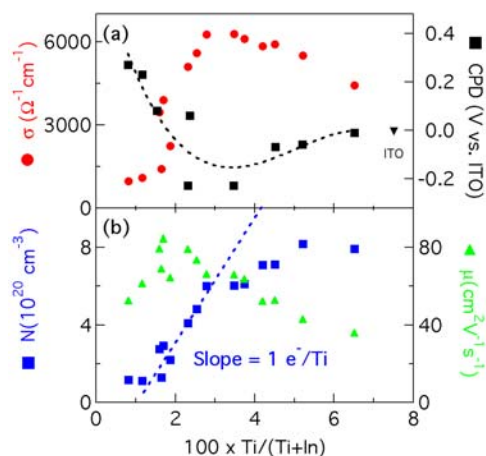 (a)
6000
3000
0
σ (Ω⁻¹cm⁻¹)
0.4
0.2
0.0
-0.2
CPD (V vs. ITO)
ITO
(b)
8
4
0
N(10²⁰ cm⁻³)
80
40
0
μ(cm²V⁻¹s⁻¹)
Slope = 1 e⁻/Ti
0 2 4 6 8
100 x Ti/(Ti+In)